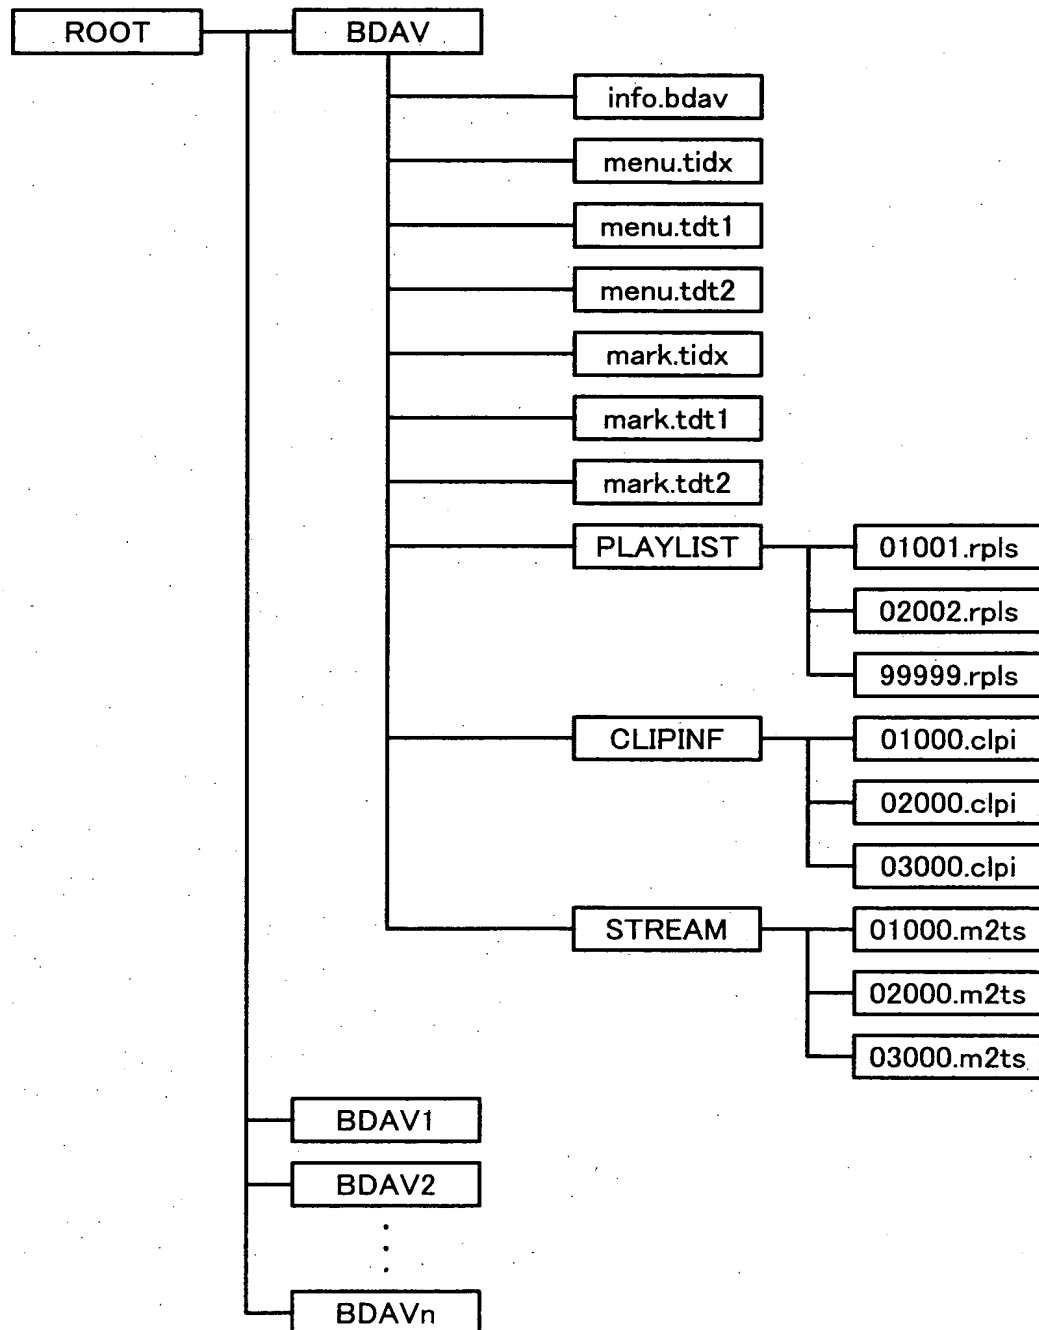 ROOT
BDAV
info.bdav
menu.tidx
menu.tdt1
menu.tdt2
mark.tidx
mark.tdt1
mark.tdt2
PLAYLIST
01001.rpls
02002.rpls
99999.rpls
CLIPINF
01000.clpi
02000.clpi
03000.clpi
STREAM
01000.m2ts
02000.m2ts
03000.m2ts
BDAV1
BDAV2
BDAVn